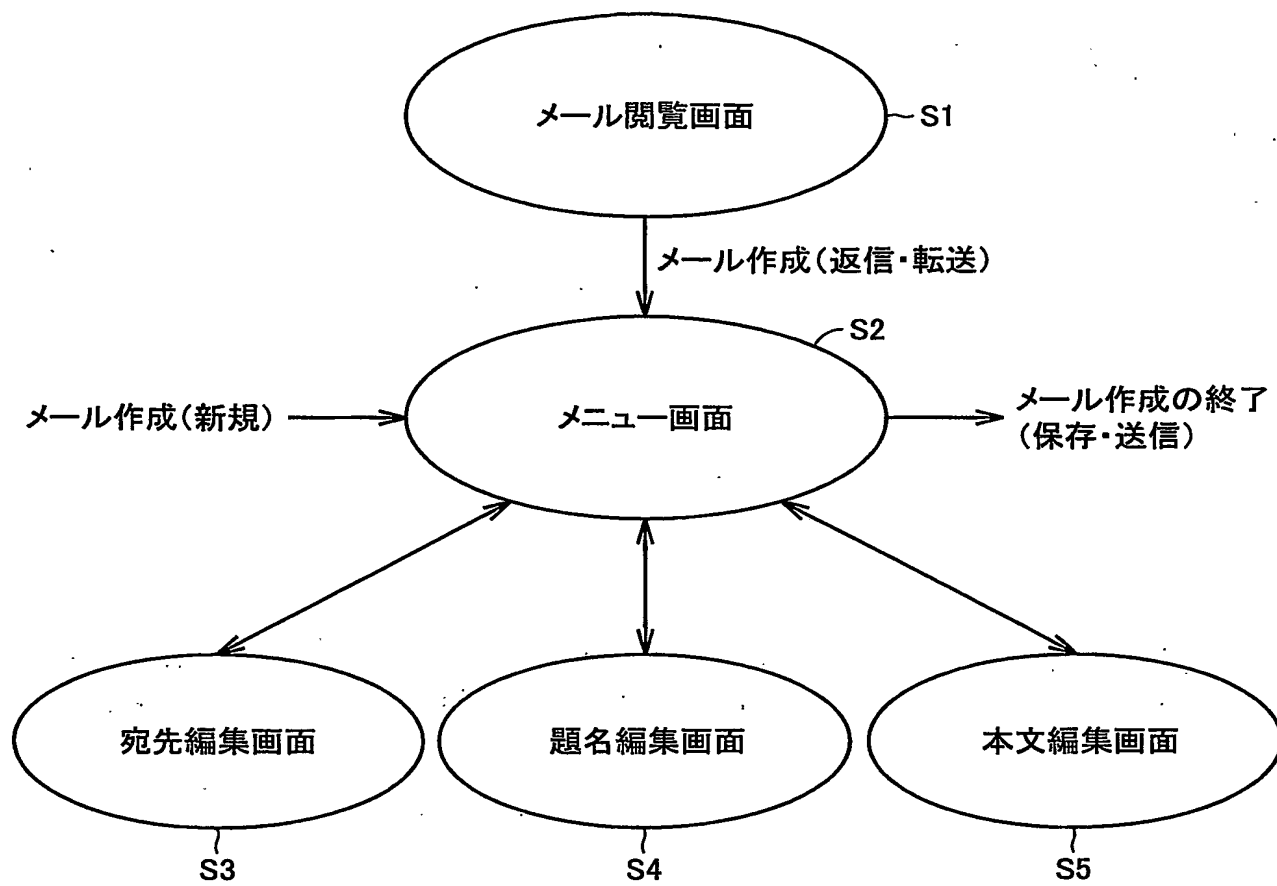 メール閲覧画面
S1
メール作成(返信・転送)
S2
メール作成(新規)
メニュー画面
メール作成の終了
(保存・送信)
宛先編集画面
題名編集画面
本文編集画面
S3
S4
S5